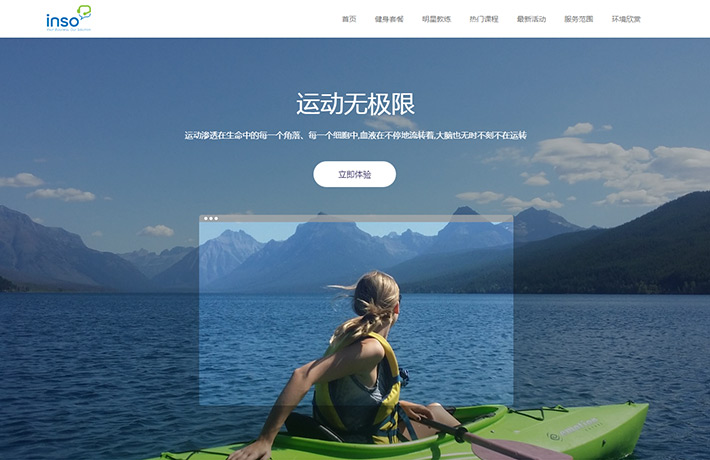 inso
首页 健身套餐 明星教练 热门课程 最新活动 服务范围 环境欣赏
运动无极限
运动渗透在生命中的每一个角落、每一个细胞中,血液在不停地流转着,大脑也无时不刻不在运转
立即体验